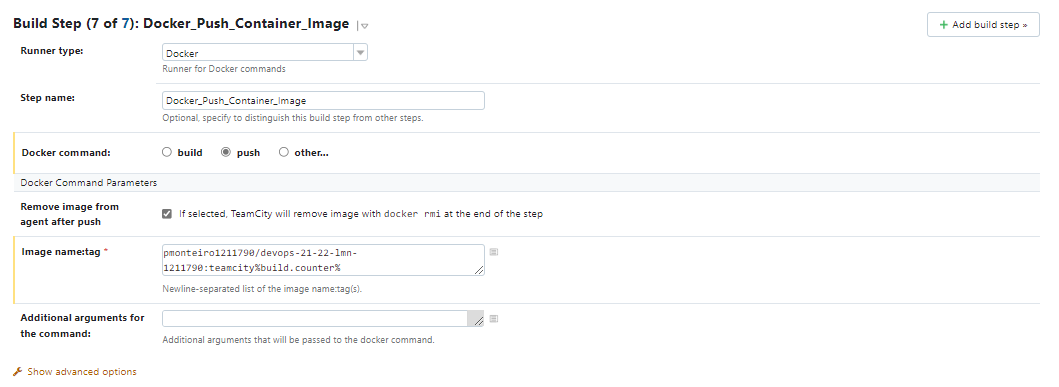 Build Step (7 of 7): Docker_Push_Container_Image
+ Add build step »
Runner type:
Docker
Runner for Docker commands
Step name:
Docker_Push_Container_Image
Optional, specify to distinguish this build step from other steps.
Docker command:
build push other...
Docker Command Parameters
Remove image from
agent after push
If selected, TeamCity will remove image with docker rmi at the end of the step
Image name:tag *
pmonteiro1211790/devops-21-22-lmn-
1211790:teamcity%build.counter%
Newline-separated list of the image name:tag(s).
Additional arguments for
the command:
Additional arguments that will be passed to the docker command.
Show advanced options